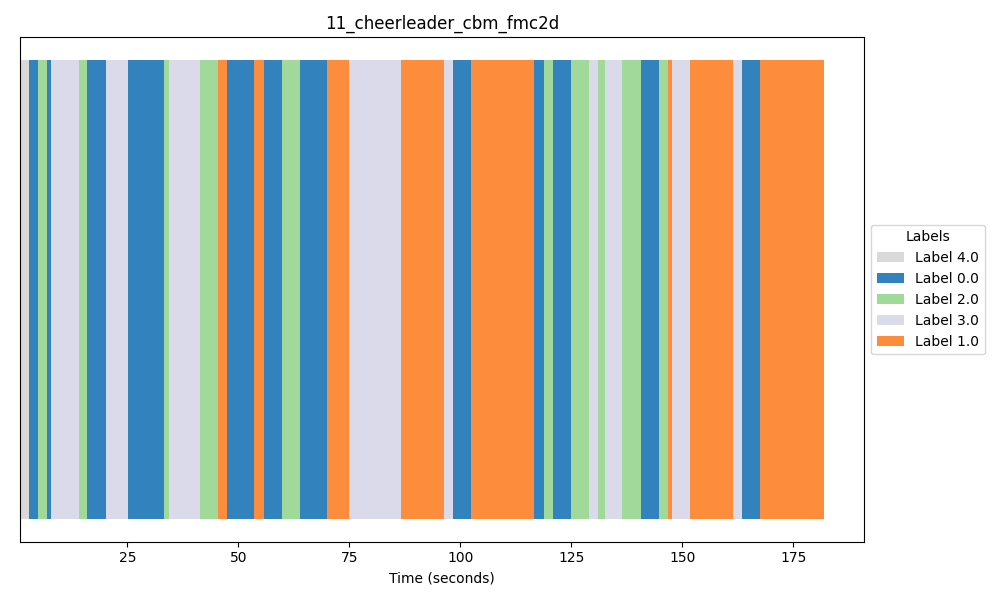 11_cheerleader_cbm_fmc2d
Labels
Label 4.0
Label 0.0
Label 2.0
Label 3.0
Label 1.0
25 50 75 100 125 150 175
Time (seconds)